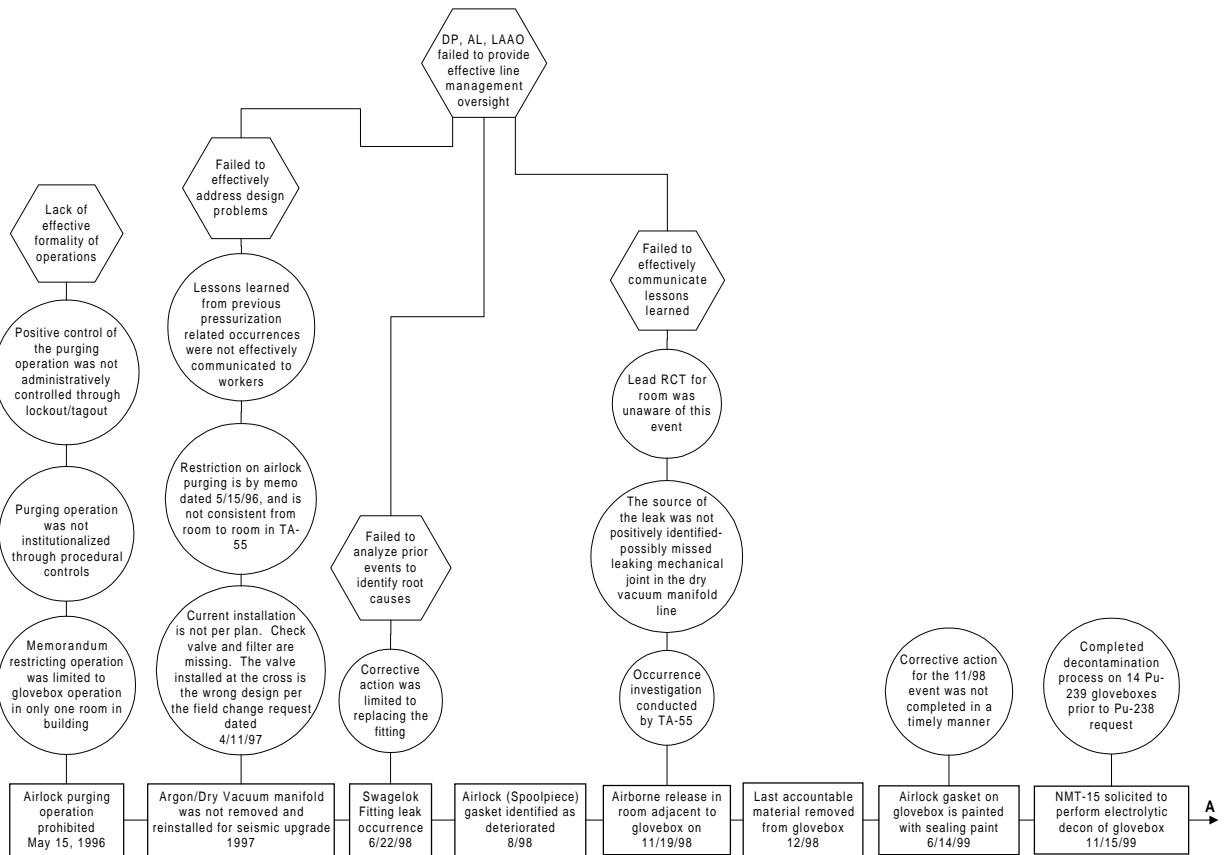 DP, AL, LAAO
failed to provide
effective line
management
oversight
Failed to
effectively
address design
problems
Lack of
effective
formality of
operations
Failed to
effectively
communicate
lessons
learned
Lessons learned
from previous
pressurization
related occurrences
were not effectively
communicated to
workers
Positive control of
the purging
operation was not
administratively
controlled through
lockout/tagout
Lead RCT for
room was
unaware of this
event
Restriction on airlock
purging is by memo
dated 5/15/96, and is
not consistent from
room to room in TA-
55
Purging operation
was not
institutionalized
through procedural
controls
The source of
the leak was not
positively identified-
possibly missed
leaking mechanical
joint in the dry
vacuum manifold
line
Failed to
analyze prior
events to
identify root
causes
Current installation
is not per plan. Check
valve and filter are
missing. The valve
installed at the cross is
the wrong design per
the field change request
dated
4/11/97
Memorandum
restricting operation
was limited to
glovebox operation
in only one room in
building
Corrective
action was
limited to
replacing the
fitting
Occurrence
investigation
conducted
by TA-55
Corrective action
for the 11/98
event was not
completed in a
timely manner
Completed
decontamination
process on 14 Pu-
239 gloveboxes
prior to Pu-238
request
Airlock purging
operation
prohibited
May 15, 1996
Argon/Dry Vacuum manifold
was not removed and
reinstalled for seismic upgrade
1997
Swagelok
Fitting leak
occurrence
6/22/98
Airlock (Spoolpiece)
gasket identified as
deteriorated
8/98
Airborne release in
room adjacent to
glovebox on
11/19/98
Last accountable
material removed
from glovebox
12/98
Airlock gasket on
glovebox is painted
with sealing paint
6/14/99
NMT-15 solicited to
perform electrolytic
decon of glovebox
11/15/99
A